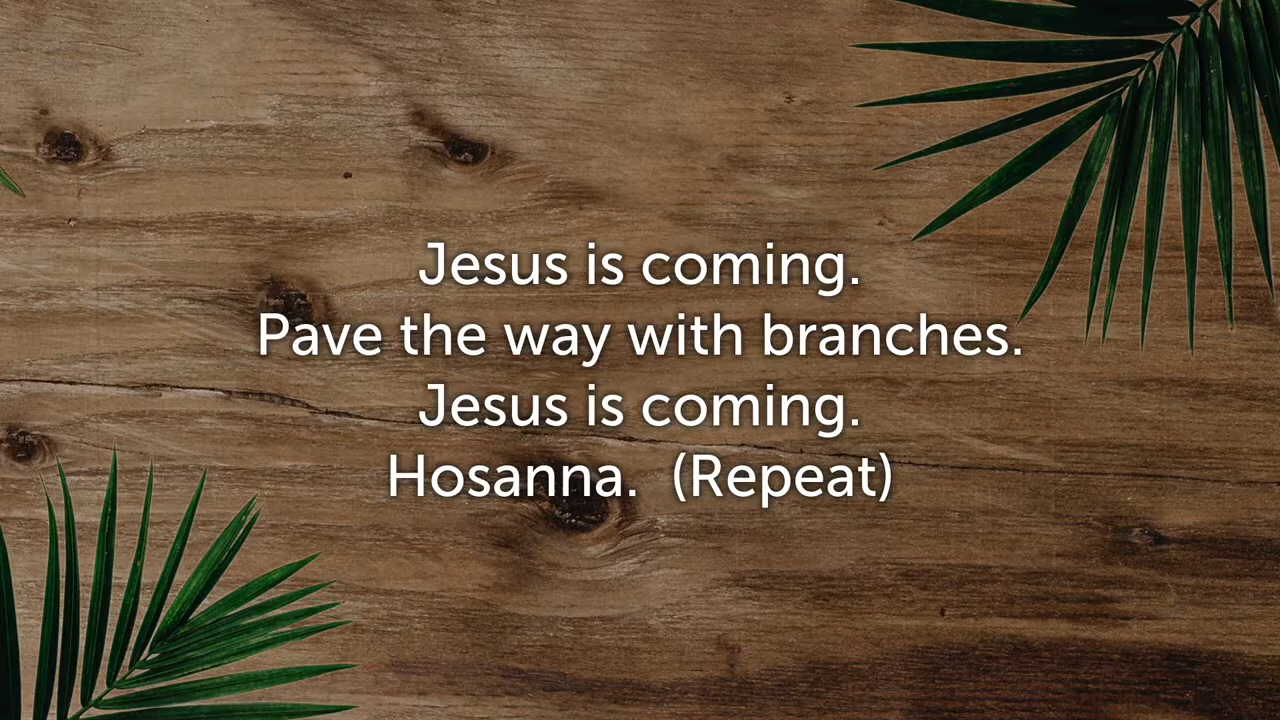 Jesus is coming.
Pave the way with branches.
Jesus is coming.
Hosanna.  (Repeat)